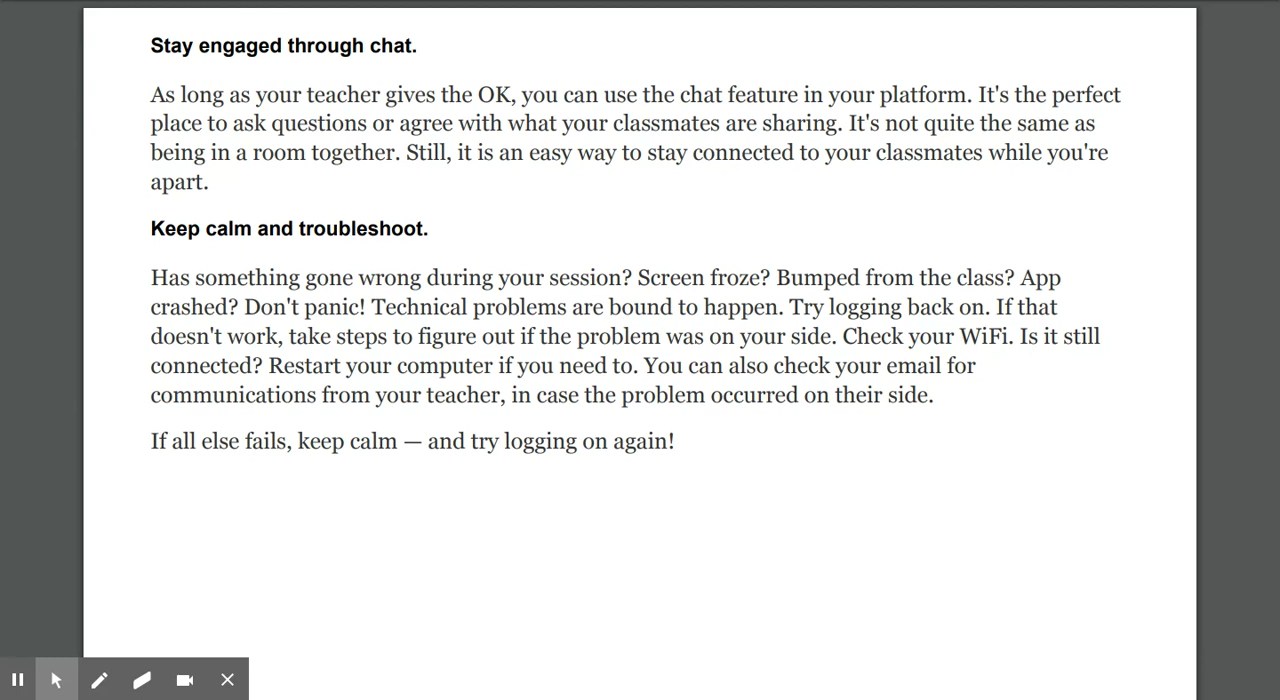 Stay engaged through chat.
As long as your teacher gives the OK, you can use the chat feature in your platform. It's the perfect
place to ask questions or agree with what your classmates are sharing. It's not quite the same as
being in a room together. Still, it is an easy way to stay connected to your classmates while you're
apart.
Keep calm and troubleshoot.
Has something gone wrong during your session? Screen froze? Bumped from the class? App
crashed? Don't panic! Technical problems are bound to happen. Try logging back on. If that
doesn't work, take steps to figure out if the problem was on your side. Check your WiFi. Is it still
connected? Restart your computer if you need to. You can also check your email for
communications from your teacher, in case the problem occurred on their side.
If all else fails, keep calm — and try logging on again!